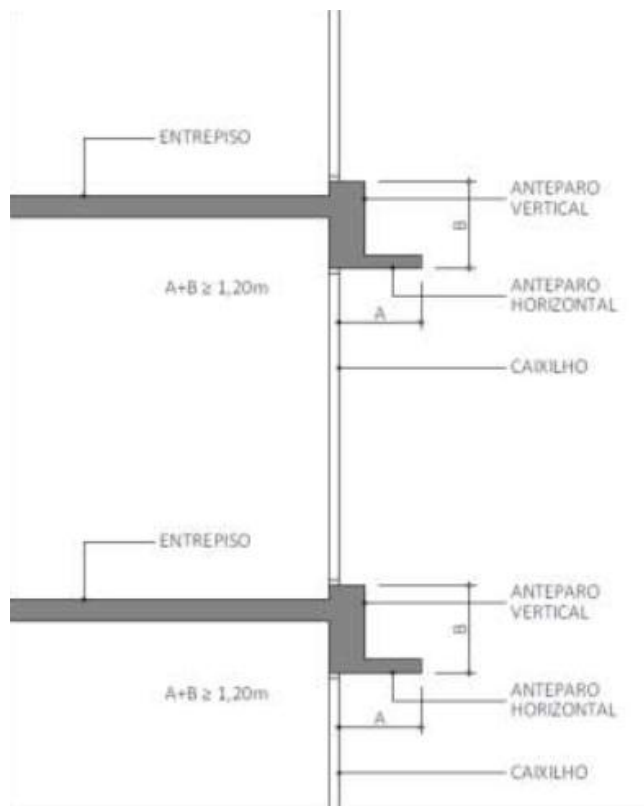 ENTREPISO
ANTEPARO
VERTICAL
B
A+B ≥ 1,20m
ANTEPARO
HORIZONTAL
A
CAIXILHO
ENTREPISO
ANTEPARO
VERTICAL
B
A+B ≥ 1,20m
ANTEPARO
HORIZONTAL
A
CAIXILHO